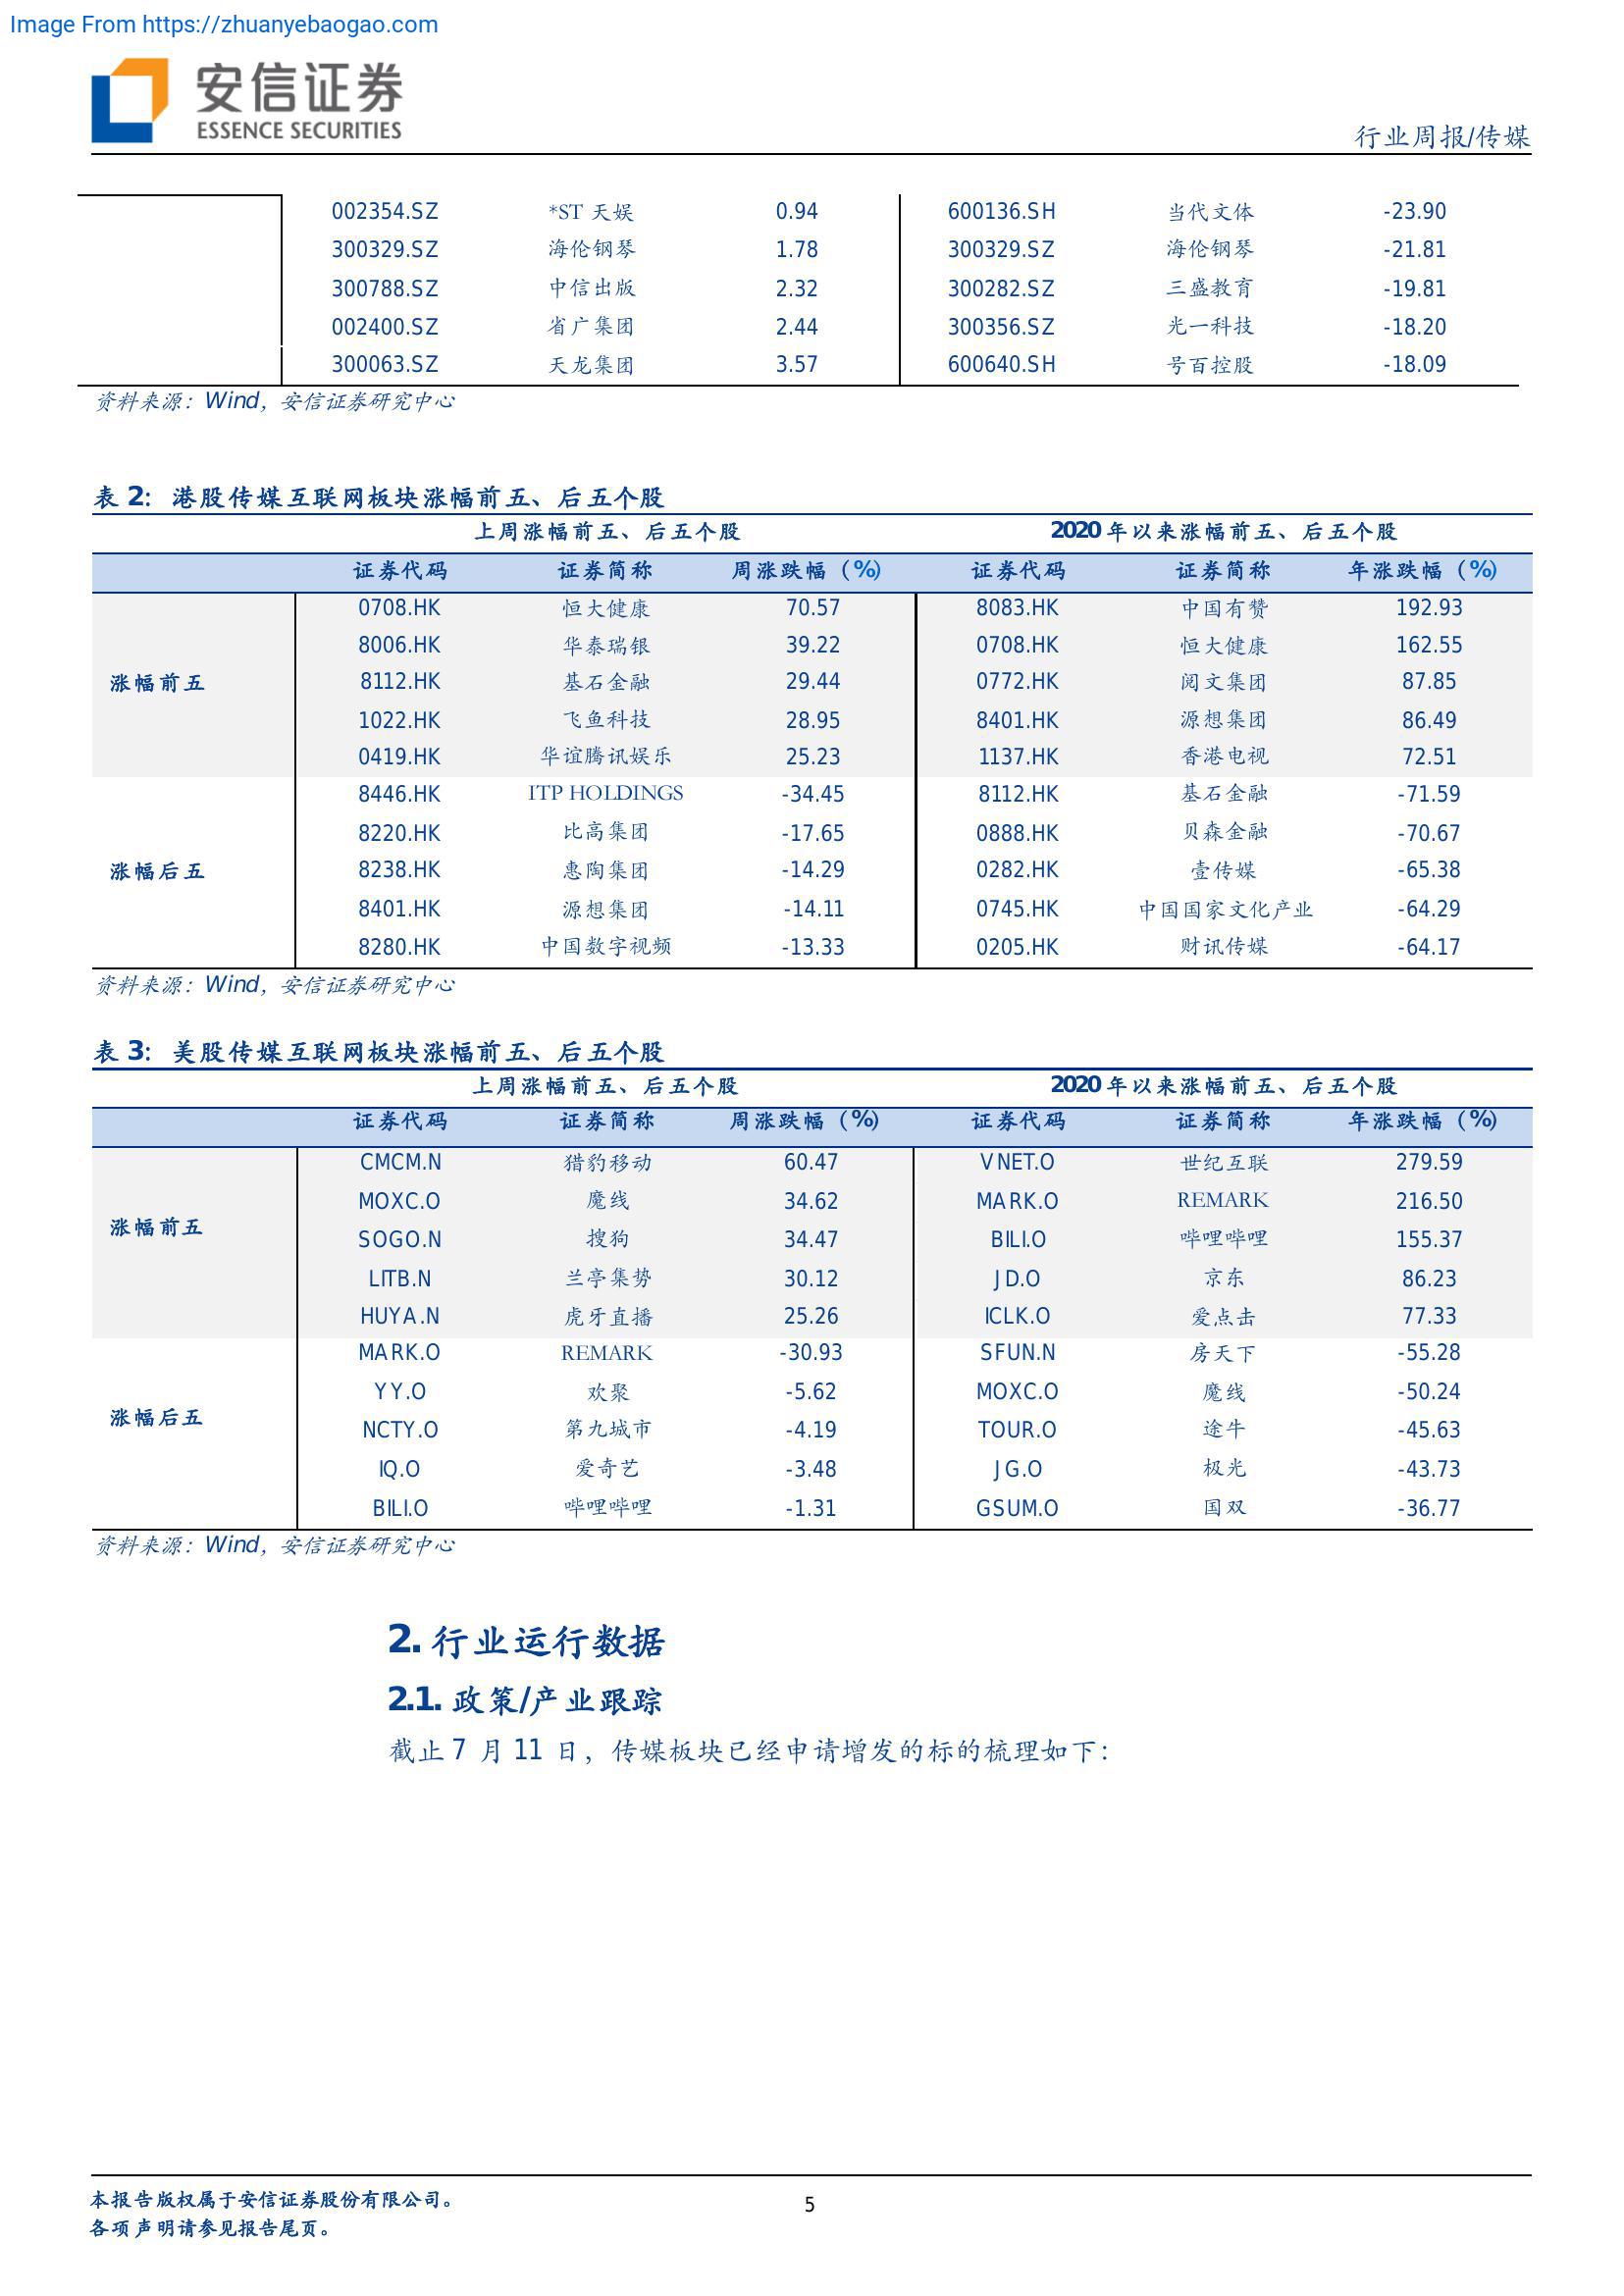 Image From https://zhuanyebaogao.com
安信证券
ESSENCE SECURITIES
行业周报/传媒
002354.SZ *ST 天娱 0.94 600136.SH 当代文体 -23.90
300329.SZ 海伦钢琴 1.78 300329.SZ 海伦钢琴 -21.81
300788.SZ 中信出版 2.32 300282.SZ 三盛教育 -19.81
002400.SZ 省广集团 2.44 300356.SZ 光一科技 -18.20
300063.SZ 天龙集团 3.57 600640.SH 号百控股 -18.09
资料来源：Wind，安信证券研究中心
表 2：港股传媒互联网板块涨幅前五、后五个股
上周涨幅前五、后五个股 2020 年以来涨幅前五、后五个股
证券代码 证券简称 周涨跌幅（%） 证券代码 证券简称 年涨跌幅（%）
0708.HK 恒大健康 70.57 8083.HK 中国有赞 192.93
8006.HK 华泰瑞银 39.22 0708.HK 恒大健康 162.55
涨幅前五 8112.HK 基石金融 29.44 0772.HK 阅文集团 87.85
1022.HK 飞鱼科技 28.95 8401.HK 源想集团 86.49
0419.HK 华谊腾讯娱乐 25.23 1137.HK 香港电视 72.51
8446.HK ITP HOLDINGS -34.45 8112.HK 基石金融 -71.59
8220.HK 比高集团 -17.65 0888.HK 贝森金融 -70.67
涨幅后五 8238.HK 惠陶集团 -14.29 0282.HK 壹传媒 -65.38
8401.HK 源想集团 -14.11 0745.HK 中国国家文化产业 -64.29
8280.HK 中国数字视频 -13.33 0205.HK 财讯传媒 -64.17
资料来源：Wind，安信证券研究中心
表 3：美股传媒互联网板块涨幅前五、后五个股
上周涨幅前五、后五个股 2020 年以来涨幅前五、后五个股
证券代码 证券简称 周涨跌幅（%） 证券代码 证券简称 年涨跌幅（%）
CMCM.N 猎豹移动 60.47 VNET.O 世纪互联 279.59
MOXC.O 魔线 34.62 MARK.O REMARK 216.50
涨幅前五 SOGO.N 搜狗 34.47 BILI.O 哔哩哔哩 155.37
LITB.N 兰亭集势 30.12 JD.O 京东 86.23
HUYA.N 虎牙直播 25.26 ICLK.O 爱点击 77.33
MARK.O REMARK -30.93 SFUN.N 房天下 -55.28
YY.O 欢聚 -5.62 MOXC.O 魔线 -50.24
涨幅后五 NCTY.O 第九城市 -4.19 TOUR.O 途牛 -45.63
IQ.O 爱奇艺 -3.48 JG.O 极光 -43.73
BILI.O 哔哩哔哩 -1.31 GSUM.O 国双 -36.77
资料来源：Wind，安信证券研究中心
2. 行业运行数据
2.1. 政策/产业跟踪
截止 7 月 11 日，传媒板块已经申请增发的标的梳理如下：
本报告版权属于安信证券股份有限公司。
5
各项声明请参见报告尾页。